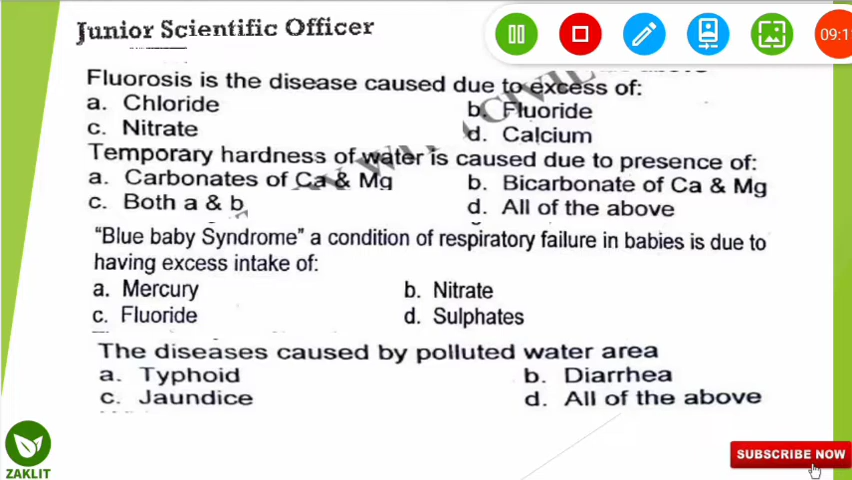 Junior Scientific Officer
09:1
Fluorosis is the disease caused due to excess of:
a. Chloride b. Fluoride
c. Nitrate d. Calcium
Temporary hardness of water is caused due to presence of:
a. Carbonates of Ca & Mg b. Bicarbonate of Ca & Mg
c. Both a & b d. All of the above
“Blue baby Syndrome” a condition of respiratory failure in babies is due to
having excess intake of:
a. Mercury b. Nitrate
c. Fluoride d. Sulphates
The diseases caused by polluted water area
a. Typhoid b. Diarrhea
c. Jaundice d. All of the above
ZAKLIT
SUBSCRIBE NOW